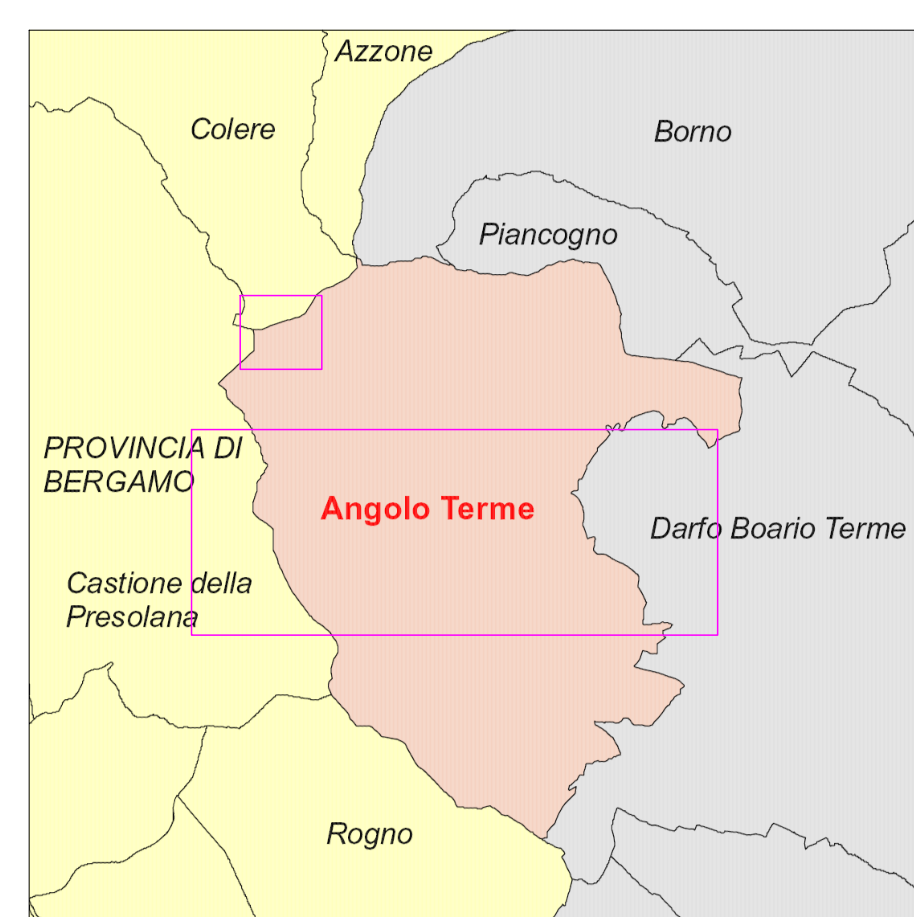 Azzone
Colere
Borno
Piancogno
PROVINCIA DI
BERGAMO
Angolo Terme
Darfo Boario Terme
Castione della
Presolana
Rogno